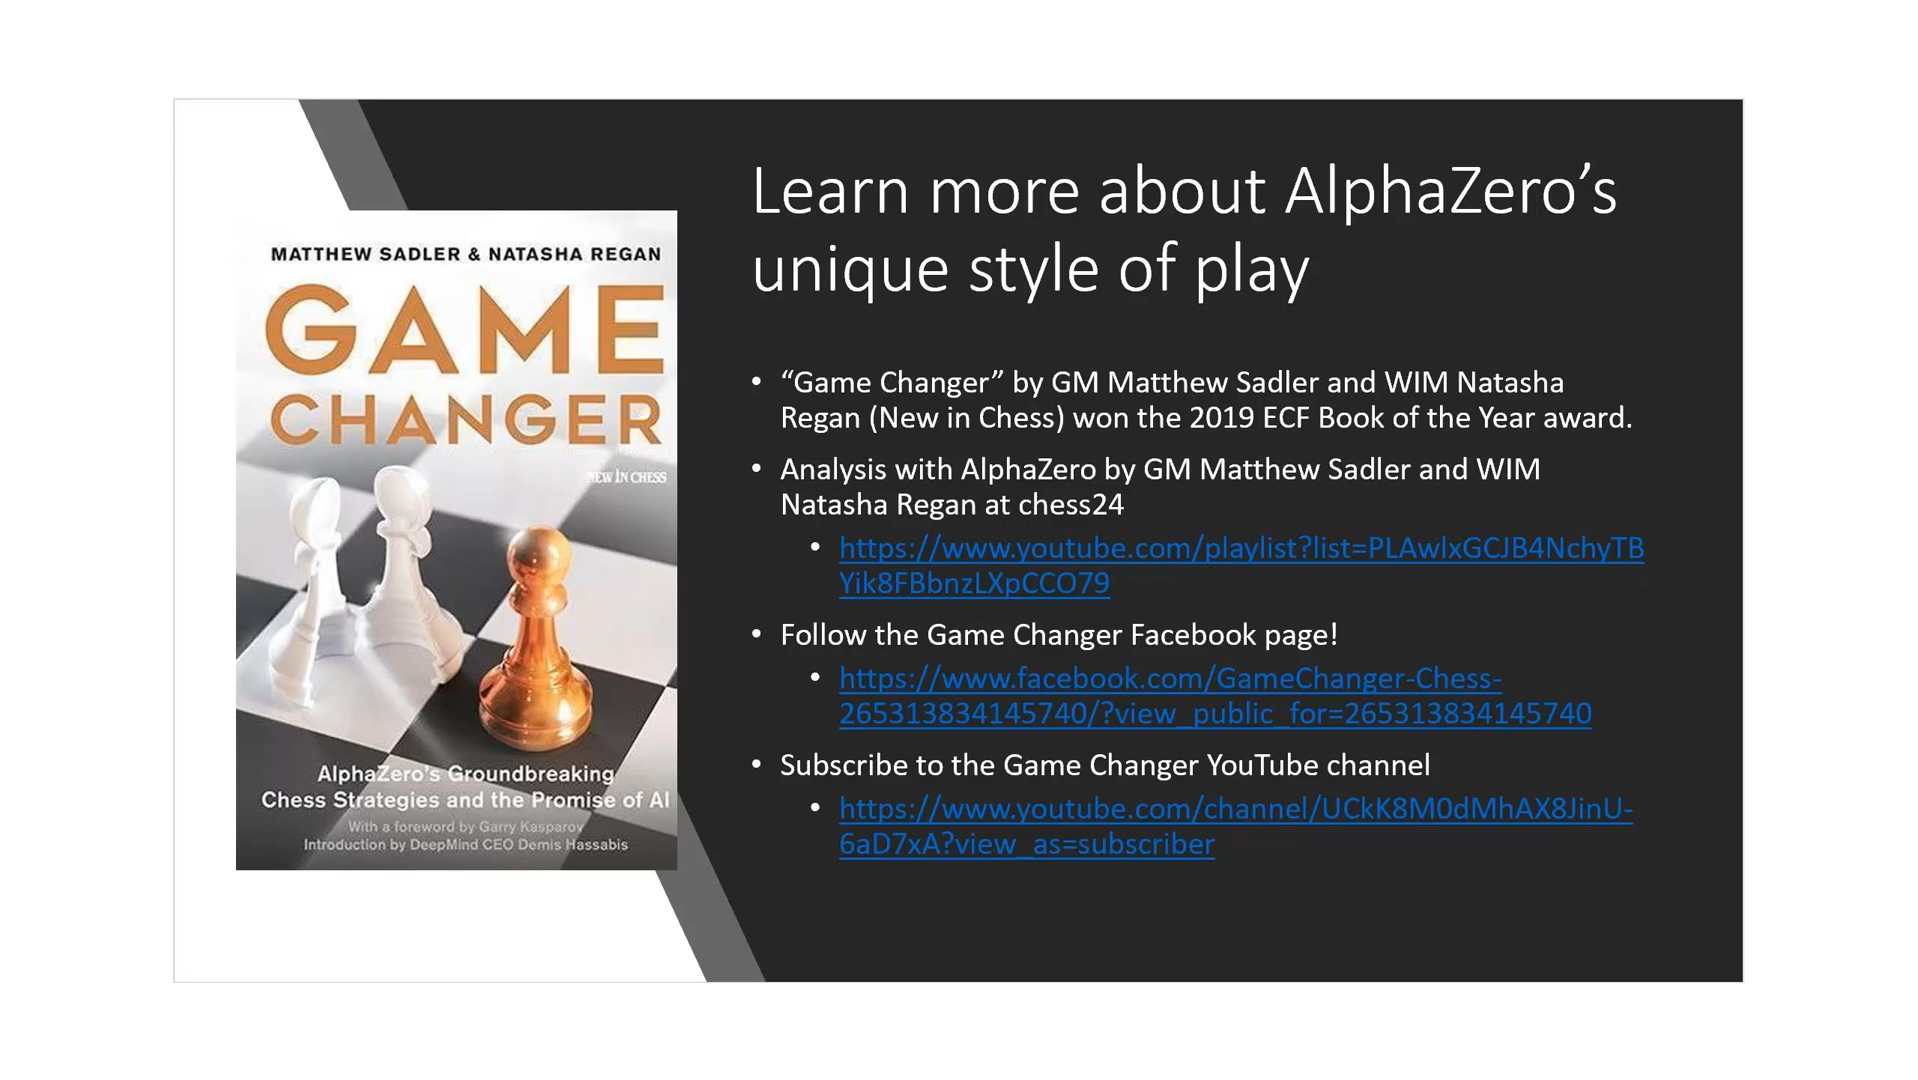 MATTHEW SADLER & NATASHA REGAN
GAME
CHANGER
NEW IN CHESS
AlphaZero's Groundbreaking
Chess Strategies and the Promise of AI
With a foreword by Garry Kasparov
Introduction by DeepMind CEO Demis Hassabis
Learn more about AlphaZero’s
unique style of play
• “Game Changer” by GM Matthew Sadler and WIM Natasha
Regan (New in Chess) won the 2019 ECF Book of the Year award.
• Analysis with AlphaZero by GM Matthew Sadler and WIM
Natasha Regan at chess24
• https://www.youtube.com/playlist?list=PLAwlxGCJB4NchyTB
Yik8FBbnzLXpCCO79
• Follow the Game Changer Facebook page!
• https://www.facebook.com/GameChanger-Chess-
265313834145740/?view_public_for=265313834145740
• Subscribe to the Game Changer YouTube channel
• https://www.youtube.com/channel/UCkK8M0dMhAX8JinU-
6aD7xA?view_as=subscriber